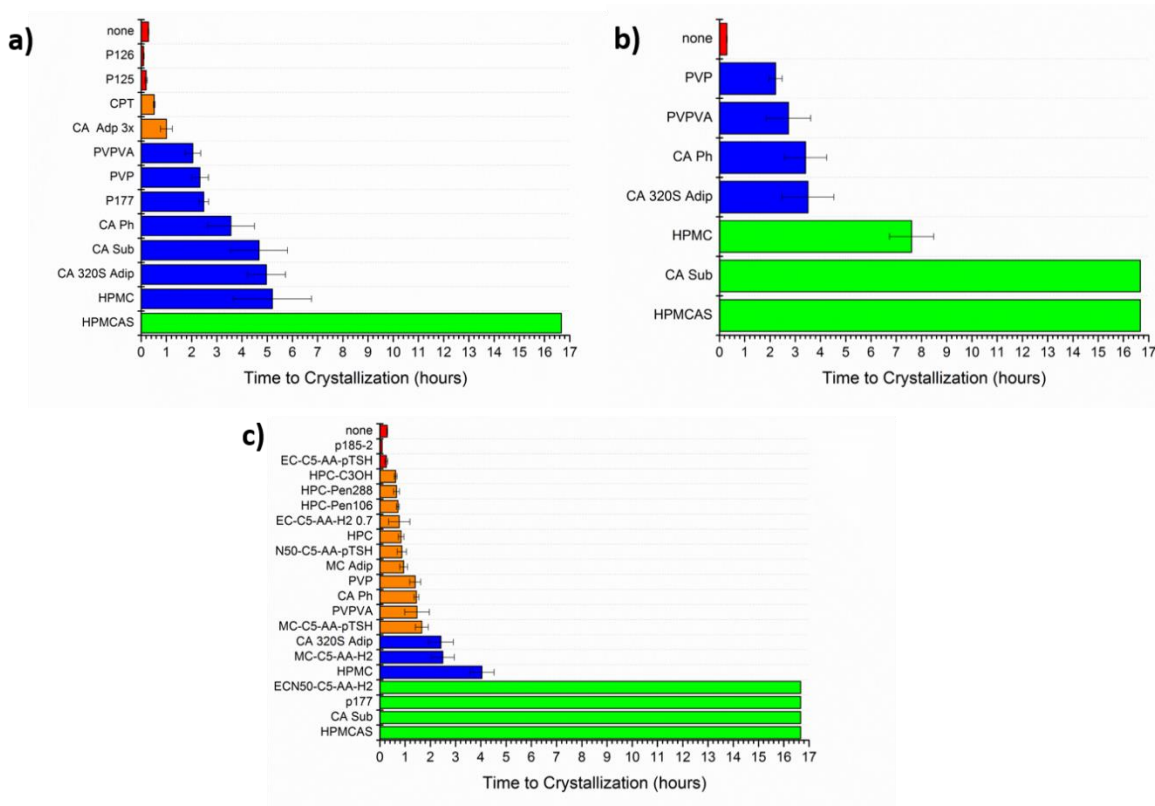 a)
none
P126
P125
CPT
CA Adp 3x
PVPVA
PVP
P177
CA Ph
CA Sub
CA 320S Adip
HPMC
HPMCAS
0 1 2 3 4 5 6 7 8 9 10 11 12 13 14 15 16 17
Time to Crystallization (hours)
b)
none
PVP
PVPVA
CA Ph
CA 320S Adip
HPMC
CA Sub
HPMCAS
0 1 2 3 4 5 6 7 8 9 10 11 12 13 14 15 16 17
Time to Crystallization (hours)
c)
none
p185-2
EC-C5-AA-pTSH
HPC-C3OH
HPC-Pen288
HPC-Pen106
EC-C5-AA-H2 0.7
HPC
N50-C5-AA-pTSH
MC Adip
PVP
CA Ph
PVPVA
MC-C5-AA-pTSH
CA 320S Adip
MC-C5-AA-H2
HPMC
ECN50-C5-AA-H2
p177
CA Sub
HPMCAS
0 1 2 3 4 5 6 7 8 9 10 11 12 13 14 15 16 17
Time to Crystallization (hours)